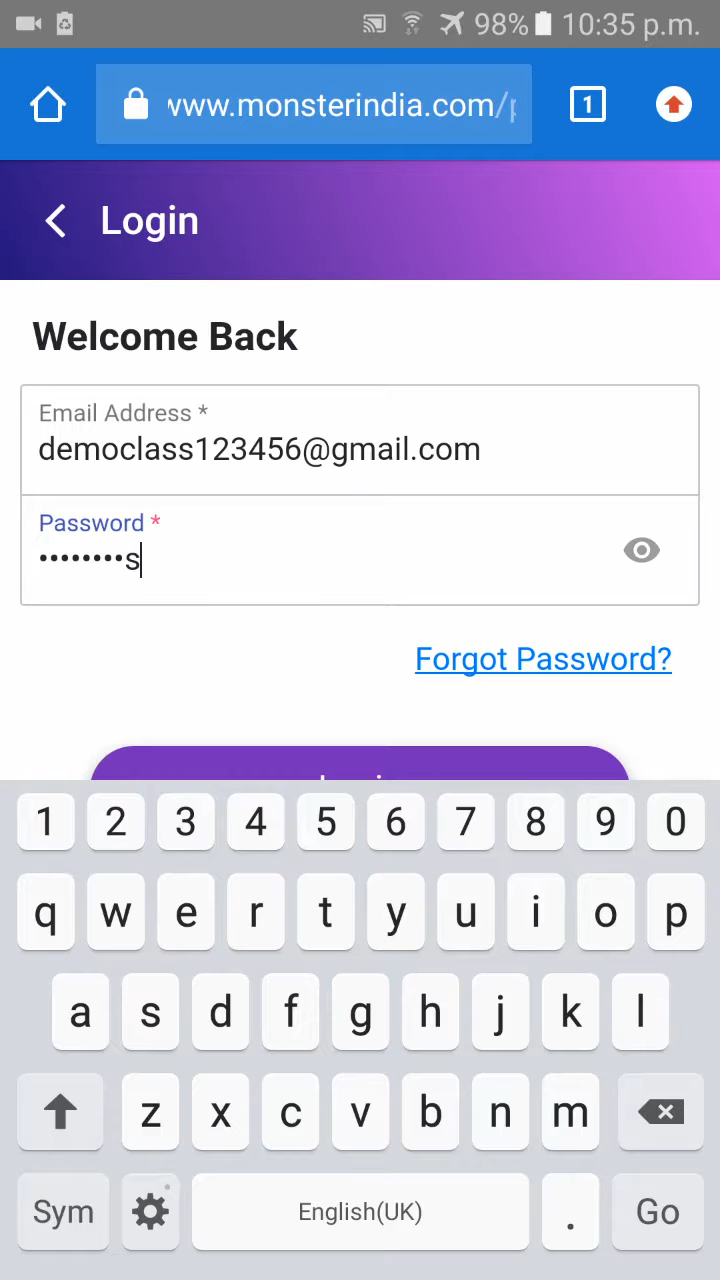 98% 10:35 p.m.
www.monsterindia.com/p
1
Login
Welcome Back
Email Address *
democlass123456@gmail.com
Password *
••••••••s
Forgot Password?
1 2 3 4 5 6 7 8 9 0
q w e r t y u i o p
a s d f g h j k l
z x c v b n m
Sym English(UK) . Go